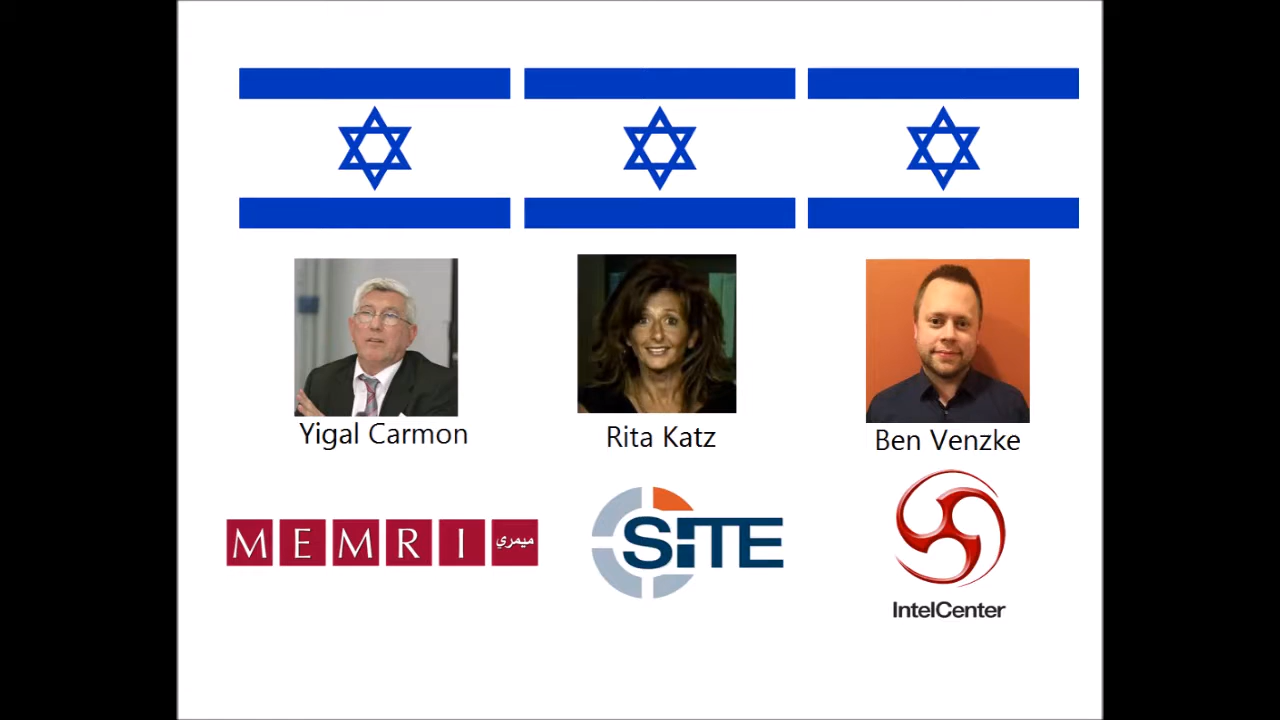 Yigal Carmon
Rita Katz
Ben Venzke
MEMRI ميمري
SITE
IntelCenter